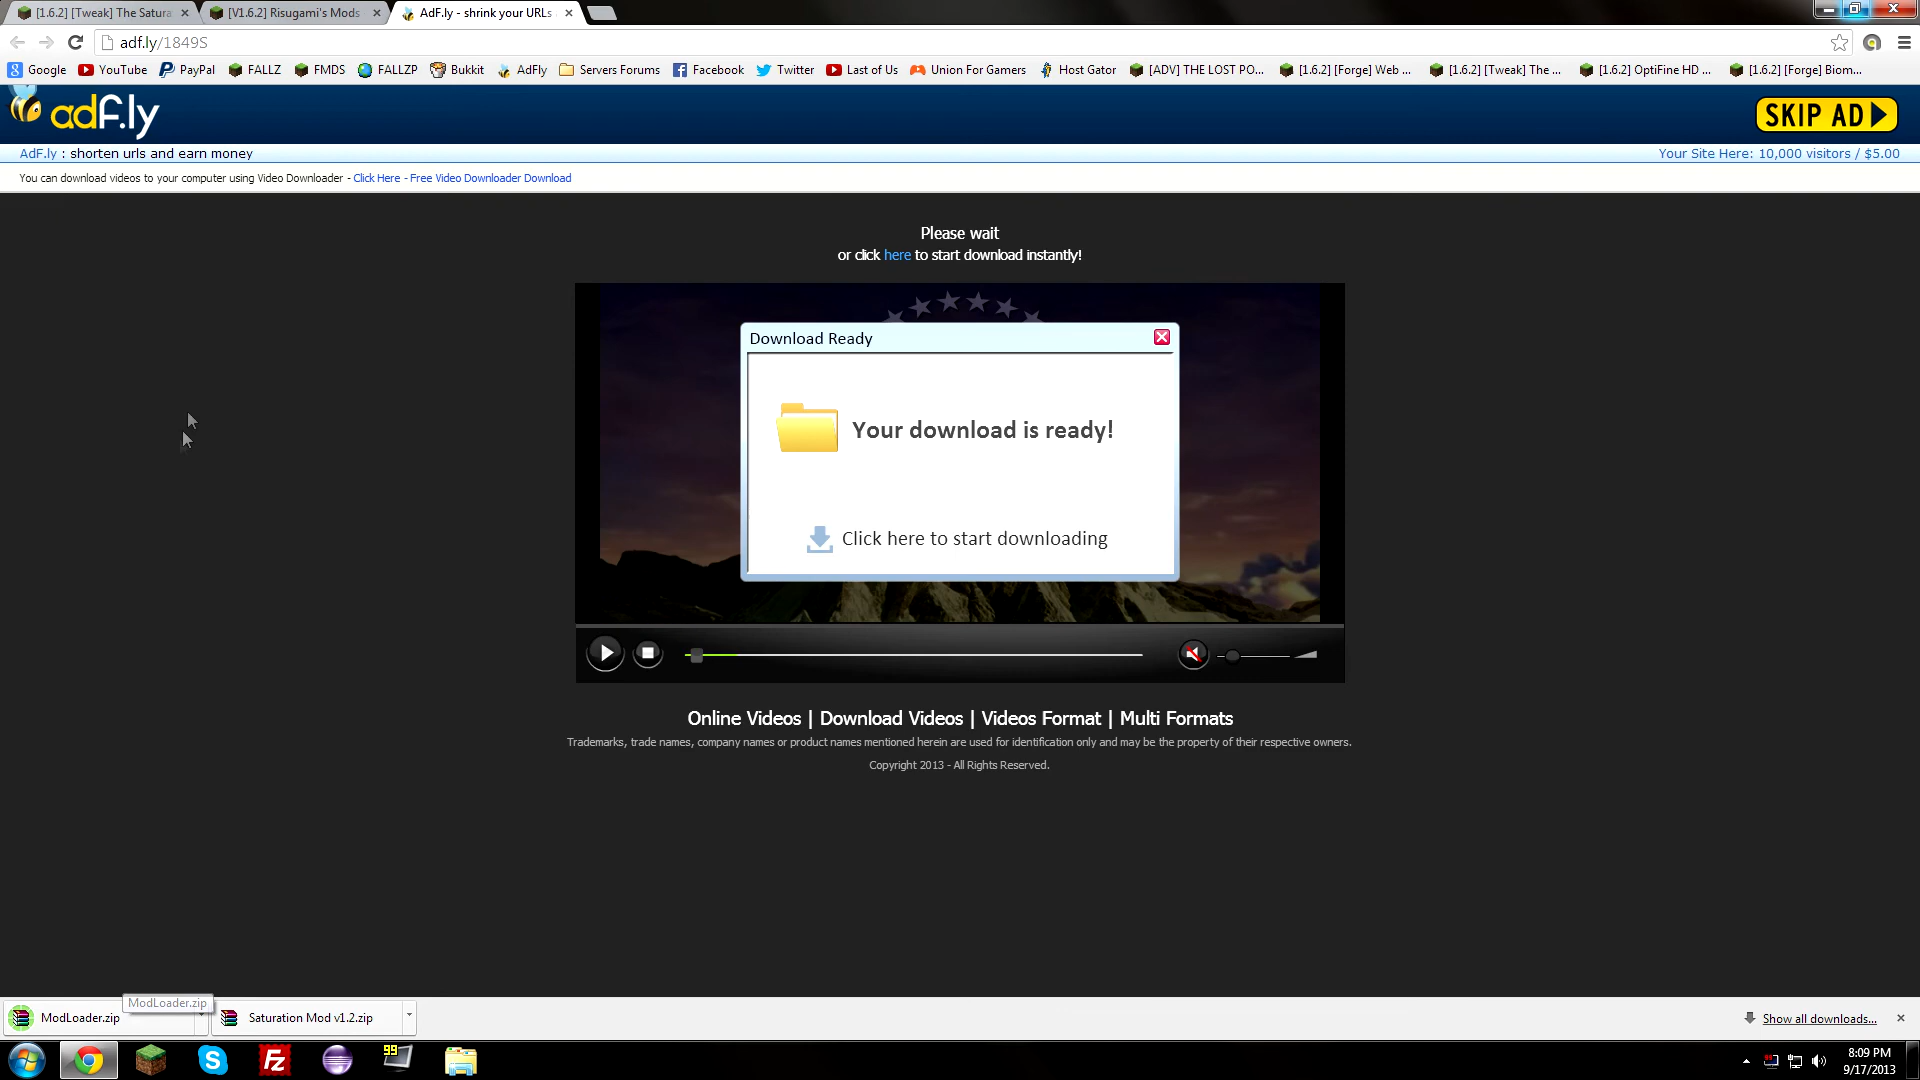 [1.6.2] [Tweak] The Satura
[V1.6.2] Risugami's Mods
AdF.ly - shrink your URLs
adf.ly/1849S
Google
YouTube
PayPal
FALLZ
FMDS
FALLZP
Bukkit
AdFly
Servers Forums
Facebook
Twitter
Last of Us
Union For Gamers
Host Gator
[ADV] THE LOST PO...
[1.6.2] [Forge] Web ...
[1.6.2] [Tweak] The ...
[1.6.2] OptiFine HD ...
[1.6.2] [Forge] Biom...
adf.ly
SKIP AD
AdF.ly : shorten urls and earn money
Your Site Here: 10,000 visitors / $5.00
You can download videos to your computer using Video Downloader - Click Here - Free Video Downloader Download
Please wait
or click here to start download instantly!
Download Ready
Your download is ready!
Click here to start downloading
Online Videos | Download Videos | Videos Format | Multi Formats
Trademarks, trade names, company names or product names mentioned herein are used for identification only and may be the property of their respective owners.
Copyright 2013 - All Rights Reserved.
ModLoader.zip
ModLoader.zip
Saturation Mod v1.2.zip
Show all downloads...
99
8:09 PM
9/17/2013